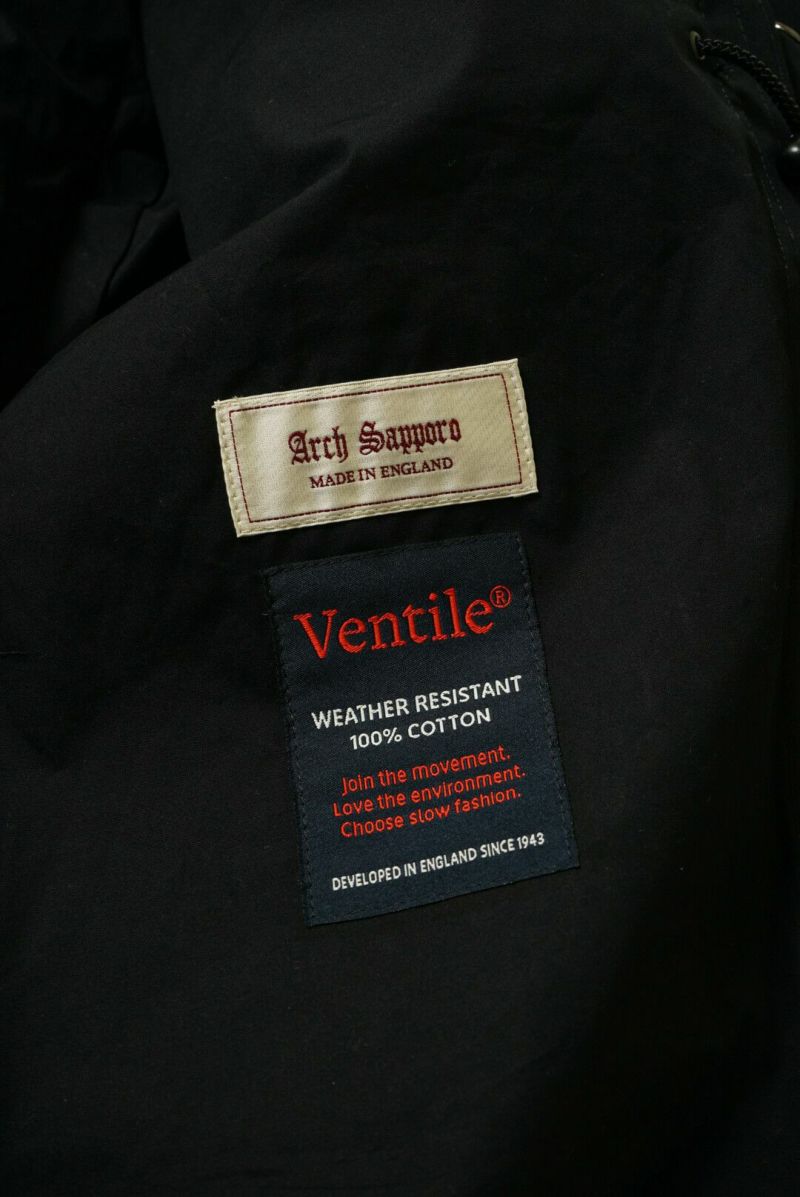 Arch Sapporo
MADE IN ENGLAND
Ventile®
WEATHER RESISTANT
100% COTTON
Join the movement.
Love the environment.
Choose slow fashion.
DEVELOPED IN ENGLAND SINCE 1943